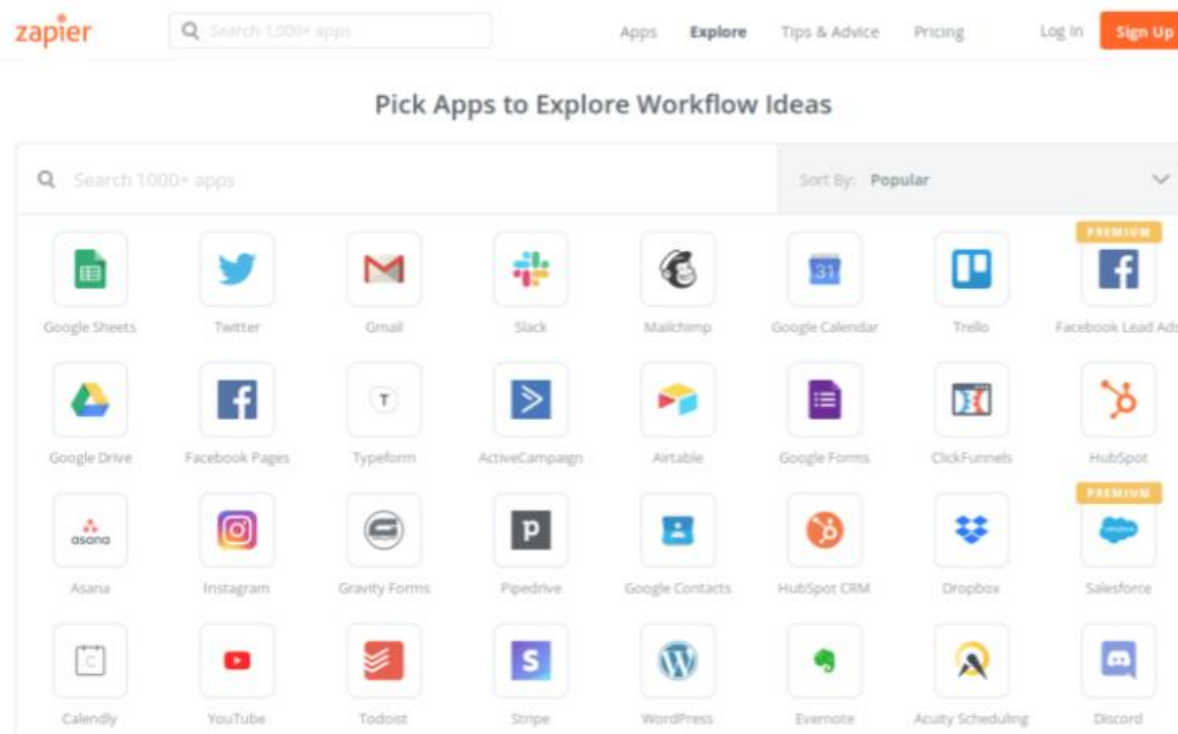 zapier Search 1,000+ apps Apps Explore Tips & Advice Pricing Log In Sign Up
Pick Apps to Explore Workflow Ideas
Search 1000+ apps Sort By: Popular
PREMIUM
31
Google Sheets Twitter Gmail Slack Mailchimp Google Calendar Trello Facebook Lead Ads
T
Google Drive Facebook Pages Typeform ActiveCampaign Airtable Google Forms ClickFunnels HubSpot
PREMIUM
asana p salesforce
Asana Instagram Gravity Forms Pipedrive Google Contacts HubSpot CRM Dropbox Salesforce
C S W
Calendly YouTube Todoist Stripe WordPress Evernote Acuity Scheduling Discord